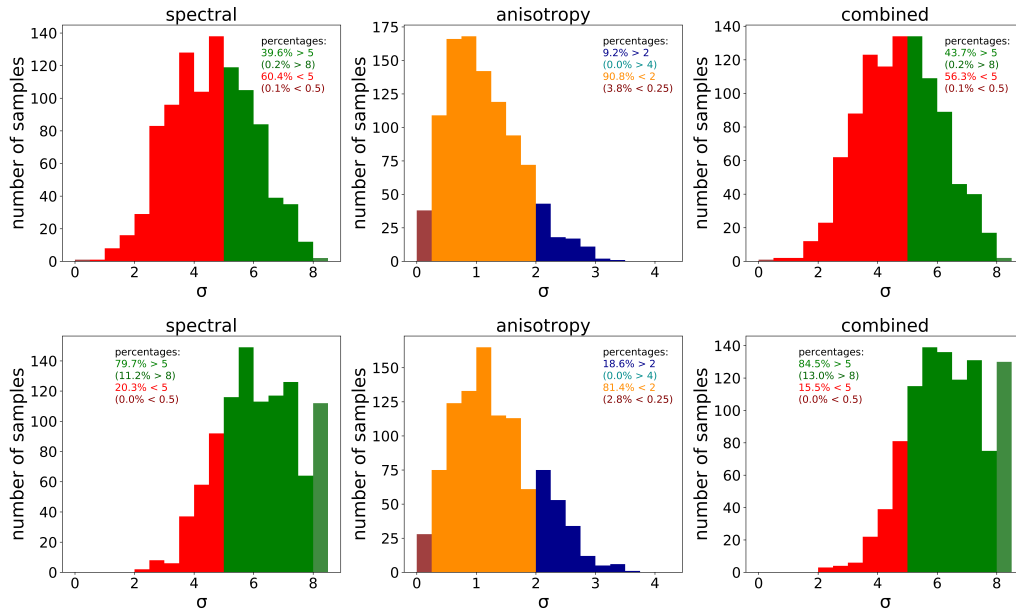 spectral
percentages:
39.6% > 5
(0.2% > 8)
60.4% < 5
(0.1% < 0.5)
number of samples
140
120
100
80
60
40
20
0
0 2 4 6 8
σ
anisotropy
percentages:
9.2% > 2
(0.0% > 4)
90.8% < 2
(3.8% < 0.25)
number of samples
175
150
125
100
75
50
25
0
0 1 2 3 4
σ
combined
percentages:
43.7% > 5
(0.2% > 8)
56.3% < 5
(0.1% < 0.5)
number of samples
140
120
100
80
60
40
20
0
0 2 4 6 8
σ
spectral
percentages:
79.7% > 5
(11.2% > 8)
20.3% < 5
(0.0% < 0.5)
number of samples
140
120
100
80
60
40
20
0
0 2 4 6 8
σ
anisotropy
percentages:
18.6% > 2
(0.0% > 4)
81.4% < 2
(2.8% < 0.25)
number of samples
150
125
100
75
50
25
0
0 1 2 3 4
σ
combined
percentages:
84.5% > 5
(13.0% > 8)
15.5% < 5
(0.0% < 0.5)
number of samples
140
120
100
80
60
40
20
0
0 2 4 6 8
σ